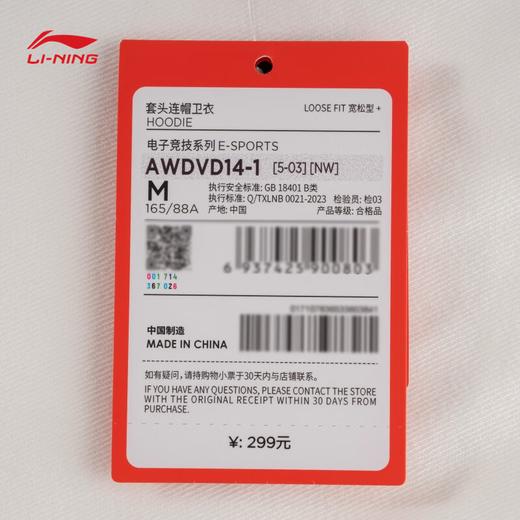 LI-NING
套头连帽卫衣 LOOSE FIT 宽松型 +
HOODIE
电子竞技系列 E-SPORTS
AWDVD14-1 [5-03] [NW]
M 执行安全标准: GB 18401 B类
执行标准: Q/TXLNB 0021-2023 检验员: 检03
165/88A 产地: 中国 产品等级: 合格品
6 937425 900803
001 714
367 026
中国制造
MADE IN CHINA
如有疑问，请持购物小票于30天内与店铺联系。
IF YOU HAVE ANY QUESTIONS, PLEASE CONTACT THE STORE
WITH THE ORIGINAL RECEIPT WITHIN 30 DAYS FROM
PURCHASE.
¥: 299元